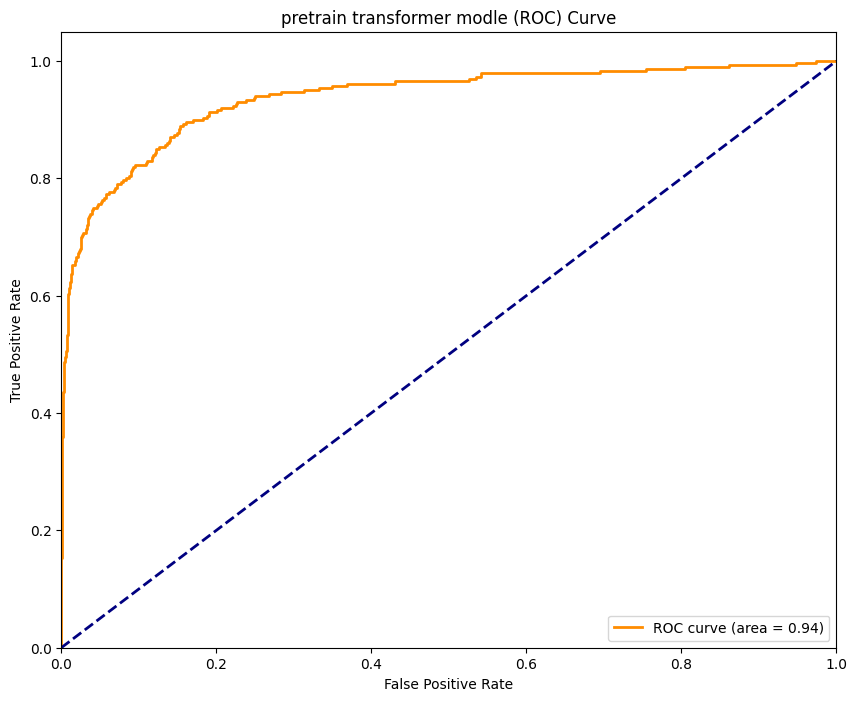 pretrain transformer modle (ROC) Curve
True Positive Rate
1.0
0.8
0.6
0.4
0.2
0.0
0.0 0.2 0.4 0.6 0.8 1.0
False Positive Rate
ROC curve (area = 0.94)